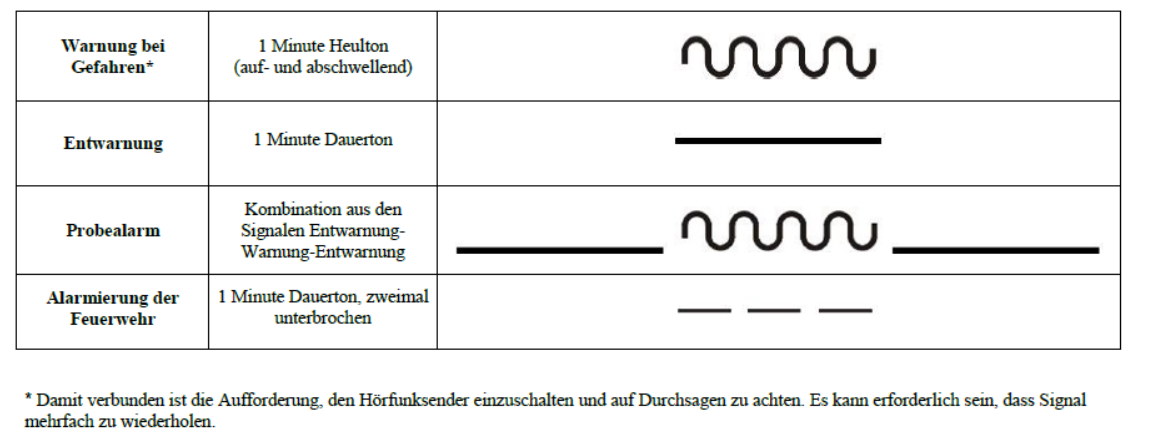 Warnung bei
Gefahren*
1 Minute Heulton
(auf- und abschwellend)
Entwarnung
1 Minute Dauerton
Probealarm
Kombination aus den
Signalen Entwarnung-
Warnung-Entwarnung
Alarmierung der
Feuerwehr
1 Minute Dauerton, zweimal
unterbrochen
* Damit verbunden ist die Aufforderung, den Hörfunksender einzuschalten und auf Durchsagen zu achten. Es kann erforderlich sein, dass Signal
mehrfach zu wiederholen.